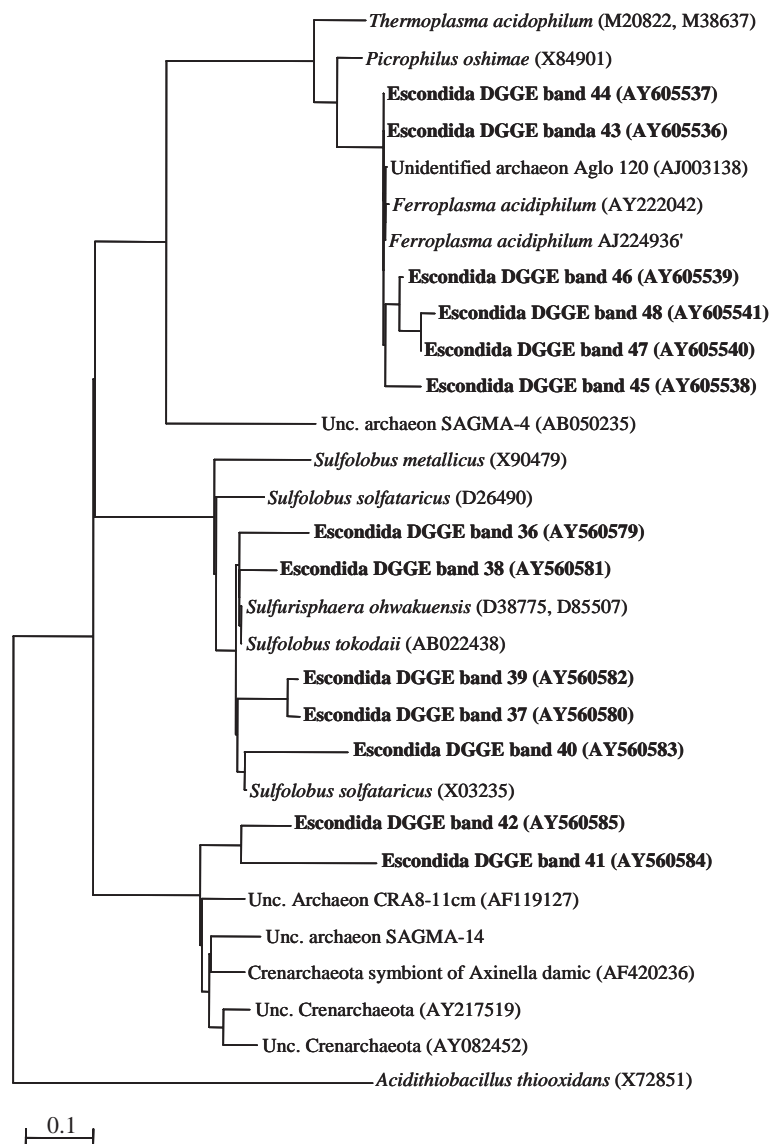 Thermoplasma acidophilum (M20822, M38637)
Picrophilus oshimae (X84901)
Escondida DGGE band 44 (AY605537)
Escondida DGGE banda 43 (AY605536)
Unidentified archaeon Aglo 120 (AJ003138)
Ferroplasma acidiphilum (AY222042)
Ferroplasma acidiphilum AJ224936'
Escondida DGGE band 46 (AY605539)
Escondida DGGE band 48 (AY605541)
Escondida DGGE band 47 (AY605540)
Escondida DGGE band 45 (AY605538)
Unc. archaeon SAGMA-4 (AB050235)
Sulfolobus metallicus (X90479)
Sulfolobus solfataricus (D26490)
Escondida DGGE band 36 (AY560579)
Escondida DGGE band 38 (AY560581)
Sulfurisphaera ohwakuensis (D38775, D85507)
Sulfolobus tokodaii (AB022438)
Escondida DGGE band 39 (AY560582)
Escondida DGGE band 37 (AY560580)
Escondida DGGE band 40 (AY560583)
Sulfolobus solfataricus (X03235)
Escondida DGGE band 42 (AY560585)
Escondida DGGE band 41 (AY560584)
Unc. Archaeon CRA8-11cm (AF119127)
Unc. archaeon SAGMA-14
Crenarchaeota symbiont of Axinella damic (AF420236)
Unc. Crenarchaeota (AY217519)
Unc. Crenarchaeota (AY082452)
Acidithiobacillus thiooxidans (X72851)
0.1